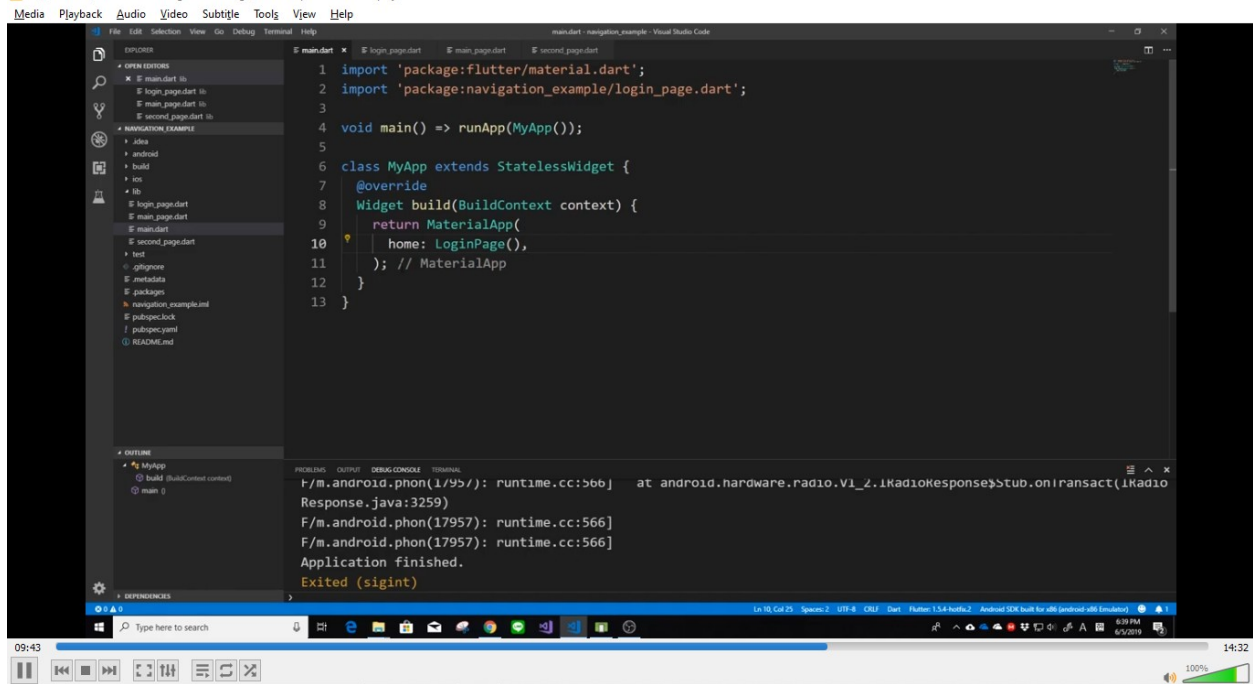 Media Playback Audio Video Subtitle Tools View Help
File Edit Selection View Go Debug Terminal Help
main.dart - navigation_example - Visual Studio Code
EXPLORER
OPEN EDITORS
main.dart lib
login_page.dart lib
main_page.dart lib
second_page.dart lib
NAVIGATION_EXAMPLE
.idea
android
build
ios
lib
login_page.dart
main_page.dart
main.dart
second_page.dart
test
.gitignore
.metadata
.packages
navigation_example.iml
pubspec.lock
pubspec.yaml
README.md
OUTLINE
MyApp
build (BuildContext context)
main ()
DEPENDENCIES
main.dart login_page.dart main_page.dart second_page.dart
1 import 'package:flutter/material.dart';
2 import 'package:navigation_example/login_page.dart';
3
4 void main() => runApp(MyApp());
5
6 class MyApp extends StatelessWidget {
7 @override
8 Widget build(BuildContext context) {
9 return MaterialApp(
10 home: LoginPage(),
11 ); // MaterialApp
12 }
13 }
PROBLEMS OUTPUT DEBUG CONSOLE TERMINAL
F/m.android.phon(17957): runtime.cc:566] at android.hardware.radio.V1_2.IRadioResponse$Stub.onTransact(IRadio
Response.java:3259)
F/m.android.phon(17957): runtime.cc:566]
F/m.android.phon(17957): runtime.cc:566]
Application finished.
Exited (sigint)
0 0
Ln 10, Col 25 Spaces: 2 UTF-8 CRLF Dart Flutter: 1.5.4-hotfix.2 Android SDK built for x86 (android-x86 Emulator) 1
Type here to search
6:39 PM
6/5/2019
09:43
14:32
100%